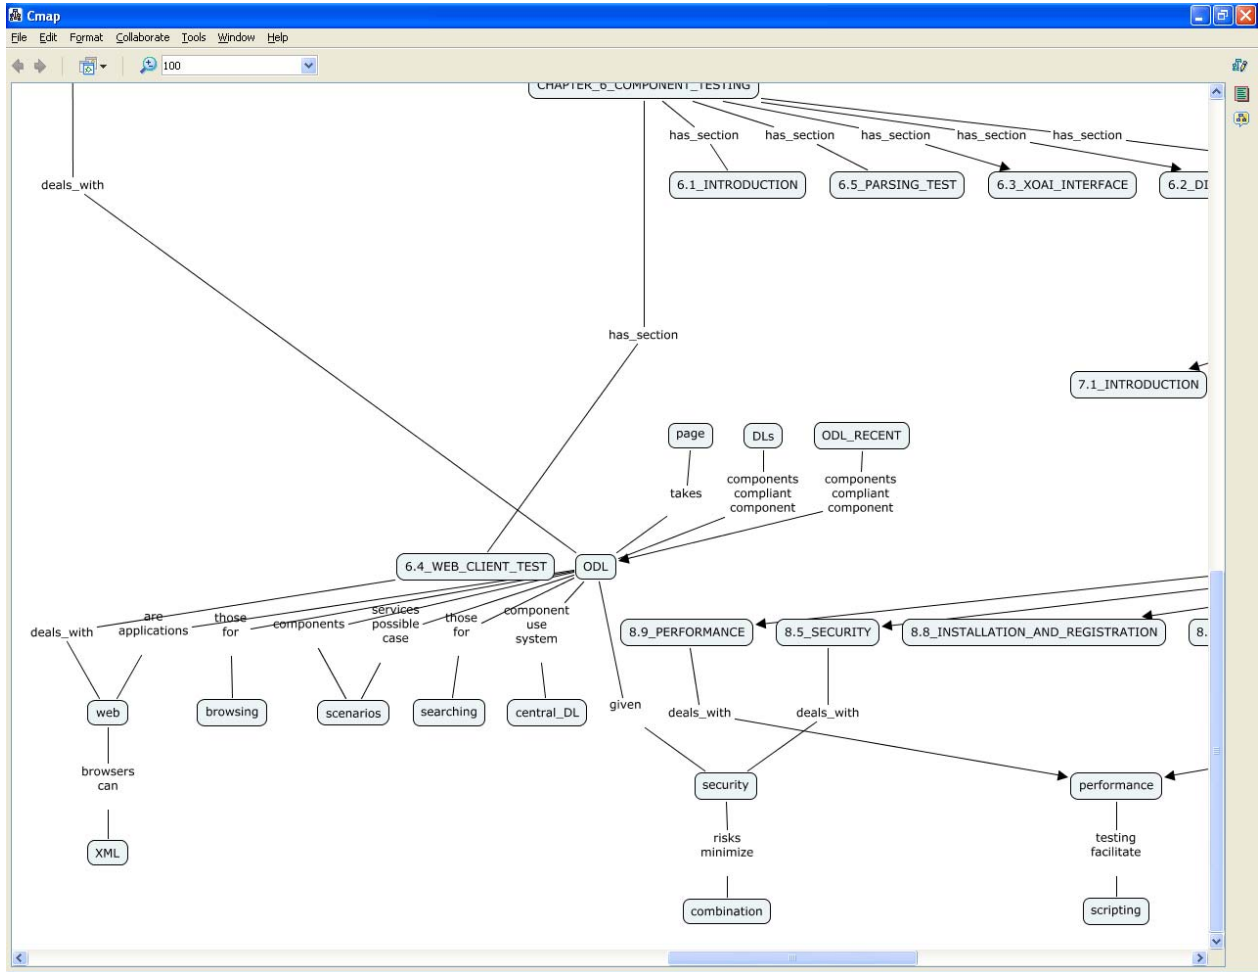 Cmap
File Edit Format Collaborate Tools Window Help
100
CHAPTER_6_COMPONENT_TESTING
has_section has_section has_section has_section has_section
deals_with
6.1_INTRODUCTION 6.5_PARSING_TEST 6.3_XOAI_INTERFACE 6.2_DI
has_section
7.1_INTRODUCTION
page DLs ODL_RECENT
takes
components
compliant
component
components
compliant
component
6.4_WEB_CLIENT_TEST ODL
deals_with
are
applications
those
for
components
services
possible
case
those
for
component
use
system
8.9_PERFORMANCE 8.5_SECURITY 8.8_INSTALLATION_AND_REGISTRATION 8.
web browsing scenarios searching central_DL given deals_with deals_with
browsers
can
security performance
XML
risks
minimize
testing
facilitate
combination scripting